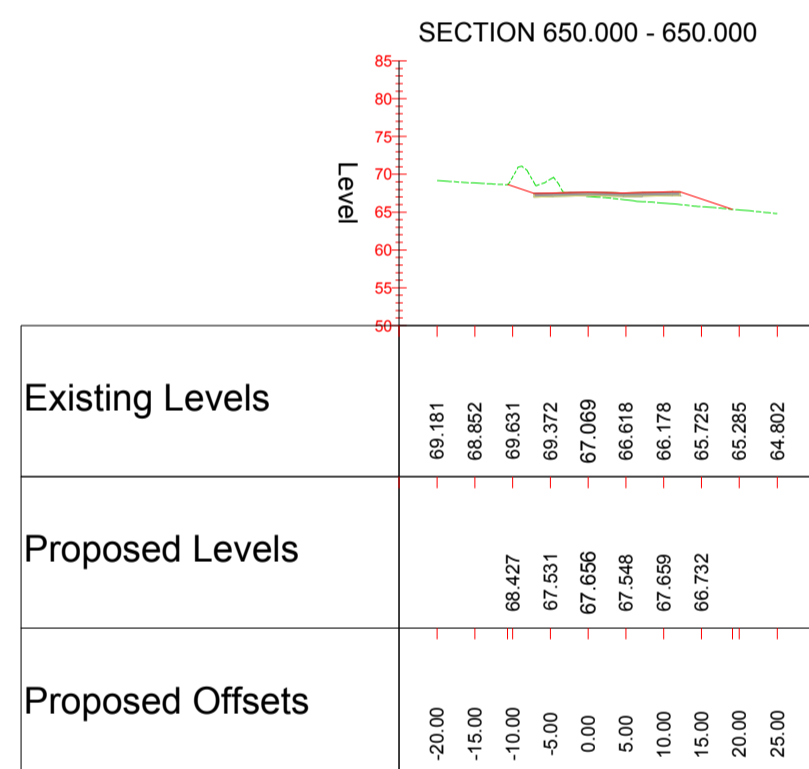 SECTION 650.000 - 650.000
85
80
75
70
65
60
55
50
Level
Existing Levels
69.181 68.852 69.631 69.372 67.069 66.618 66.178 65.725 65.285 64.802
Proposed Levels
68.427 67.531 67.656 67.548 67.659 66.732
Proposed Offsets
-20.00 -15.00 -10.00 -5.00 0.00 5.00 10.00 15.00 20.00 25.00